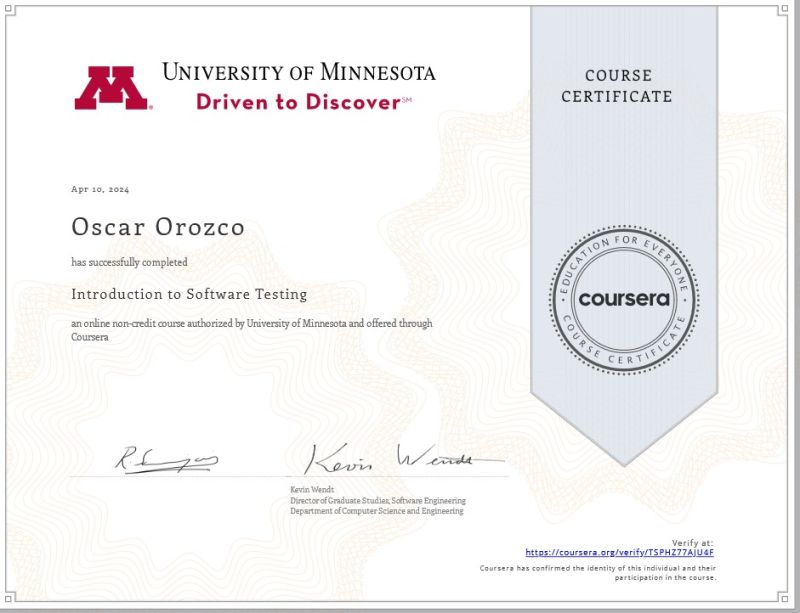 UNIVERSITY OF MINNESOTA
Driven to Discover℠
COURSE
CERTIFICATE
Apr 10, 2024
Oscar Orozco
has successfully completed
Introduction to Software Testing
an online non-credit course authorized by University of Minnesota and offered through
Coursera
EDUCATION FOR EVERYONE
coursera
COURSE CERTIFICATE
Kevin Wendt
Kevin Wendt
Director of Graduate Studies, Software Engineering
Department of Computer Science and Engineering
Verify at:
https://coursera.org/verify/TSPHZ77AJU4F
Coursera has confirmed the identity of this individual and their
participation in the course.